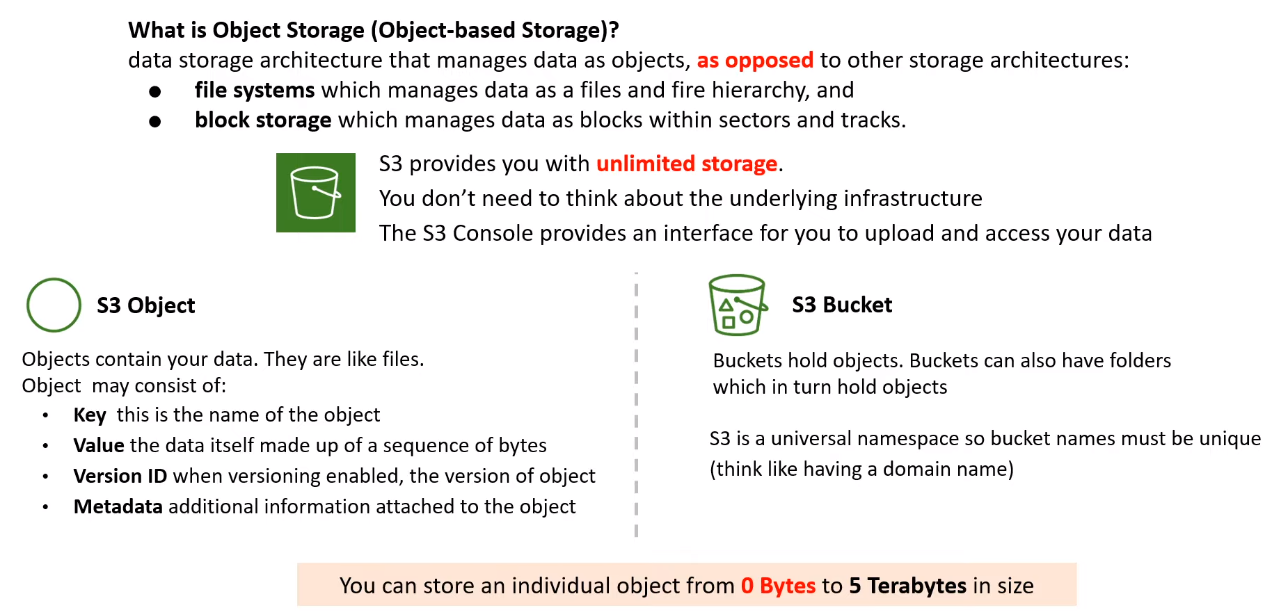 What is Object Storage (Object-based Storage)?
data storage architecture that manages data as objects, as opposed to other storage architectures:
● file systems which manages data as a files and fire hierarchy, and
● block storage which manages data as blocks within sectors and tracks.
S3 provides you with unlimited storage.
You don’t need to think about the underlying infrastructure
The S3 Console provides an interface for you to upload and access your data
S3 Object
Objects contain your data. They are like files.
Object may consist of:
• Key this is the name of the object
• Value the data itself made up of a sequence of bytes
• Version ID when versioning enabled, the version of object
• Metadata additional information attached to the object
S3 Bucket
Buckets hold objects. Buckets can also have folders
which in turn hold objects
S3 is a universal namespace so bucket names must be unique
(think like having a domain name)
You can store an individual object from 0 Bytes to 5 Terabytes in size